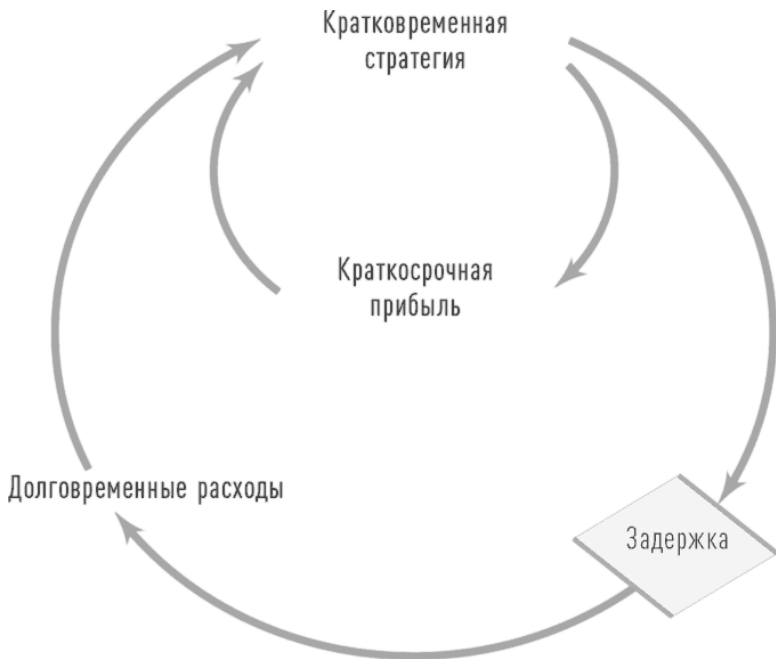 Кратковременная
стратегия
Краткосрочная
прибыль
Долговременные расходы
Задержка